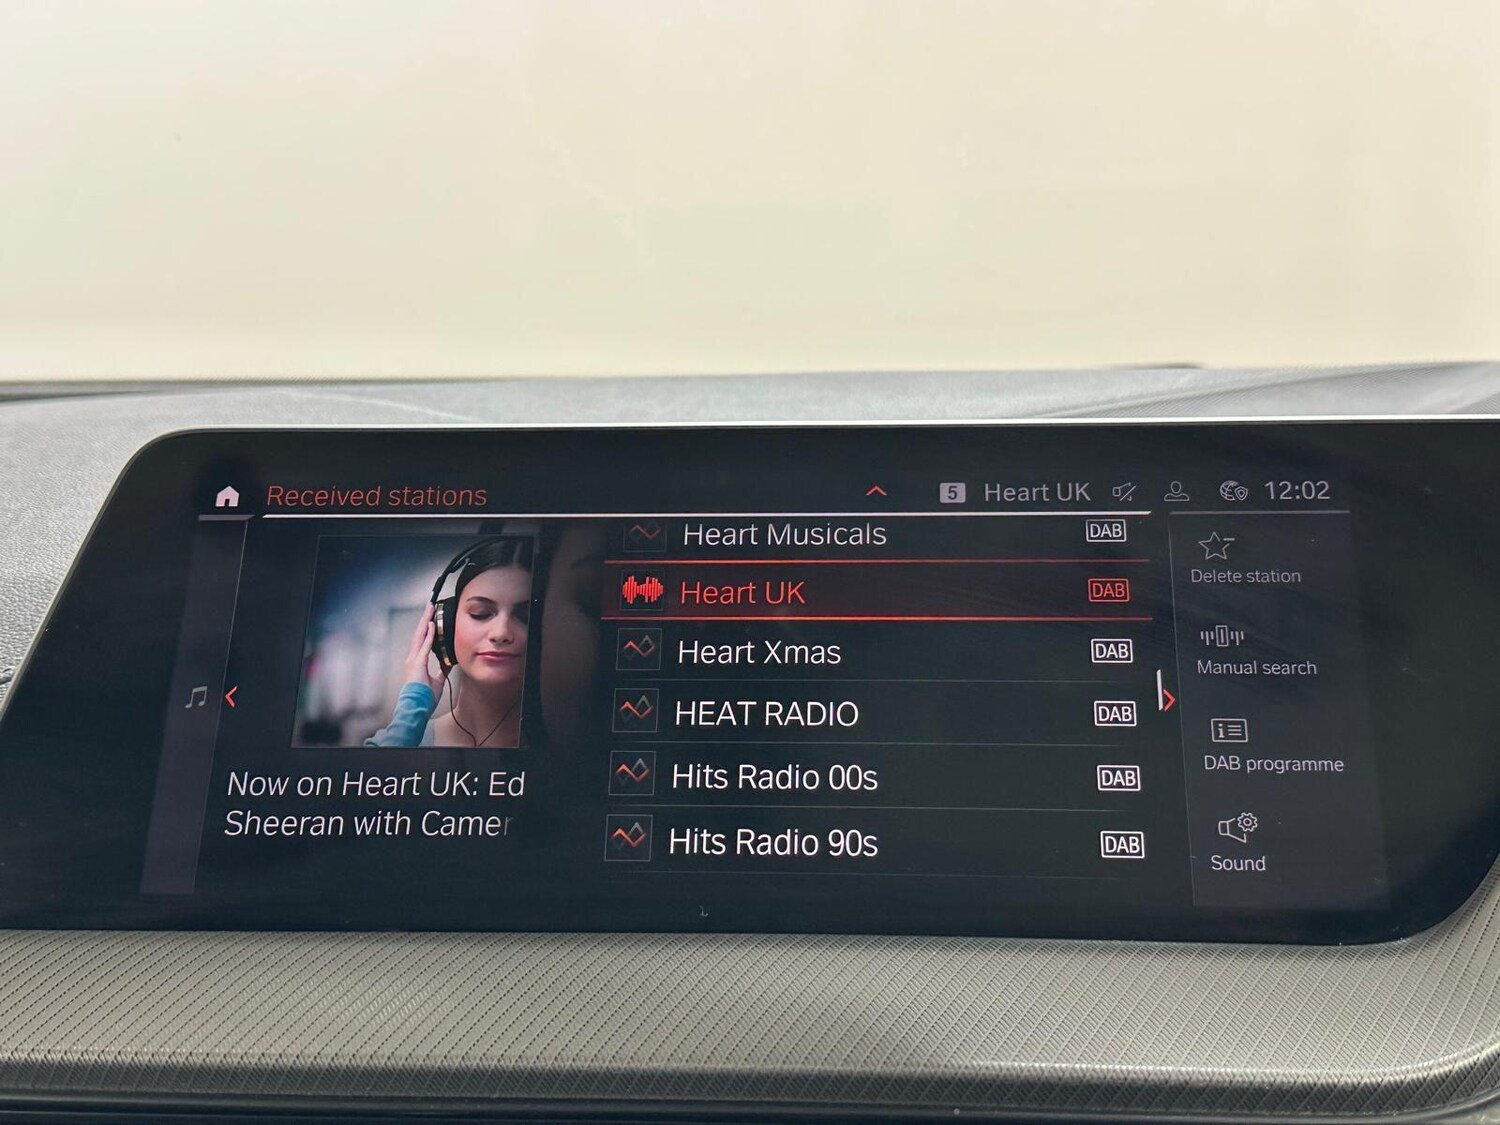 Received stations
5 Heart UK 12:02
Heart Musicals DAB
Heart UK DAB
Heart Xmas DAB
HEAT RADIO DAB
Hits Radio 00s DAB
Hits Radio 90s DAB
Now on Heart UK: Ed
Sheeran with Camer
Delete station
Manual search
DAB programme
Sound